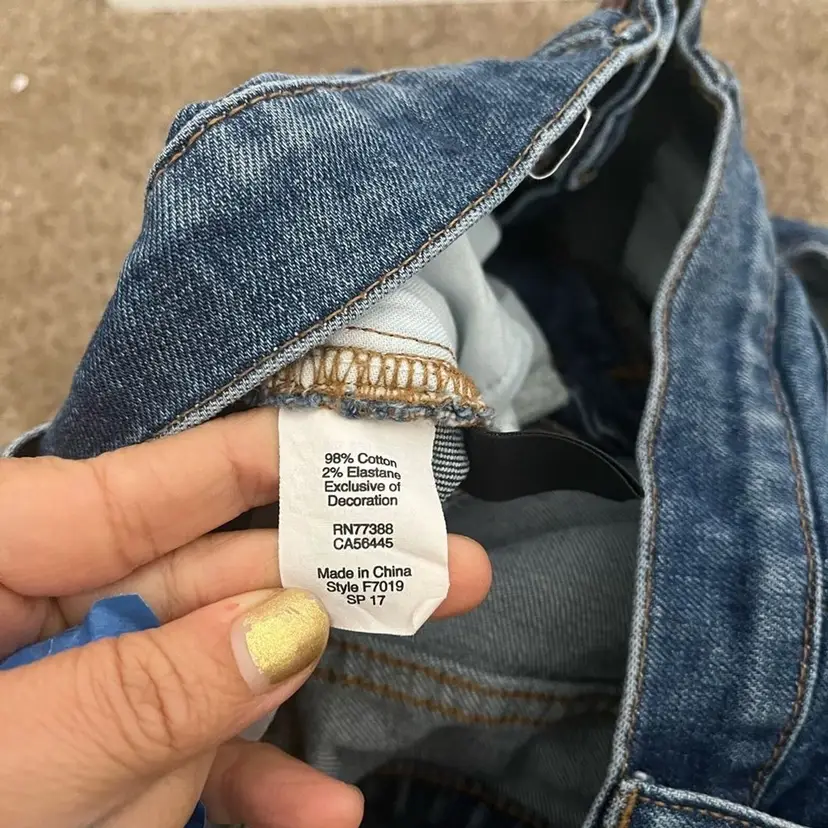 98% Cotton
2% Elastane
Exclusive of
Decoration
RN77388
CA56445
Made in China
Style F7019
SP 17